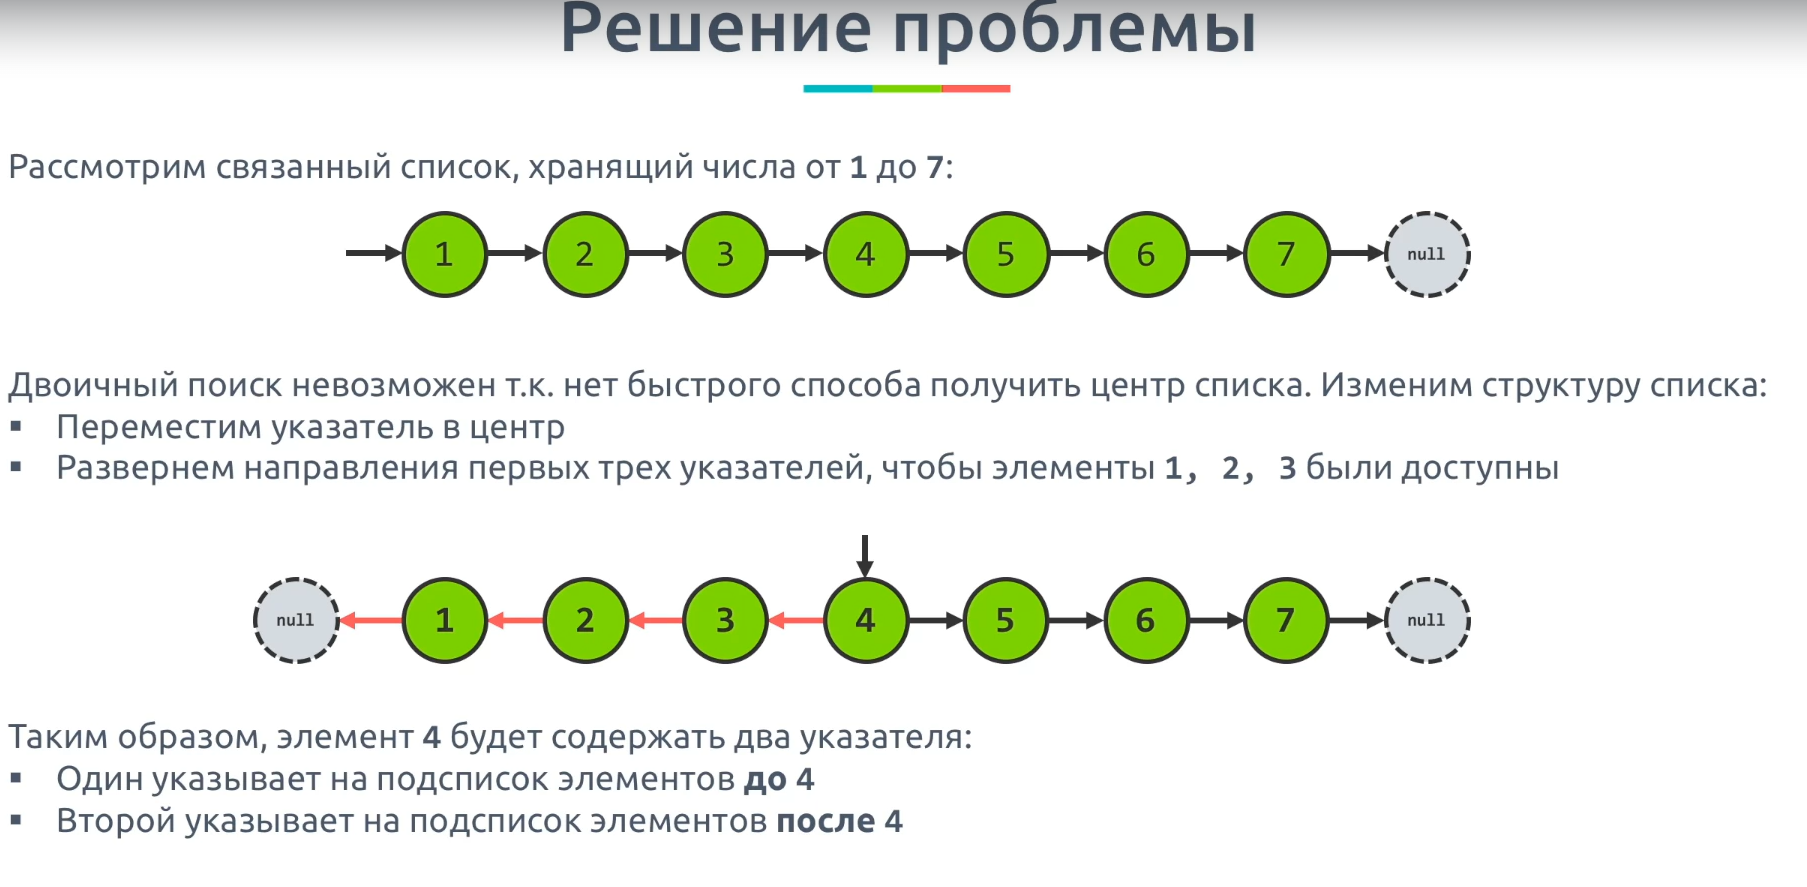 Решение проблемы
Рассмотрим связанный список, хранящий числа от 1 до 7:
1 2 3 4 5 6 7 null
Двоичный поиск невозможен т.к. нет быстрого способа получить центр списка. Изменим структуру списка:
▪ Переместим указатель в центр
▪ Развернем направления первых трех указателей, чтобы элементы 1, 2, 3 были доступны
null 1 2 3 4 5 6 7 null
Таким образом, элемент 4 будет содержать два указателя:
▪ Один указывает на подсписок элементов до 4
▪ Второй указывает на подсписок элементов после 4